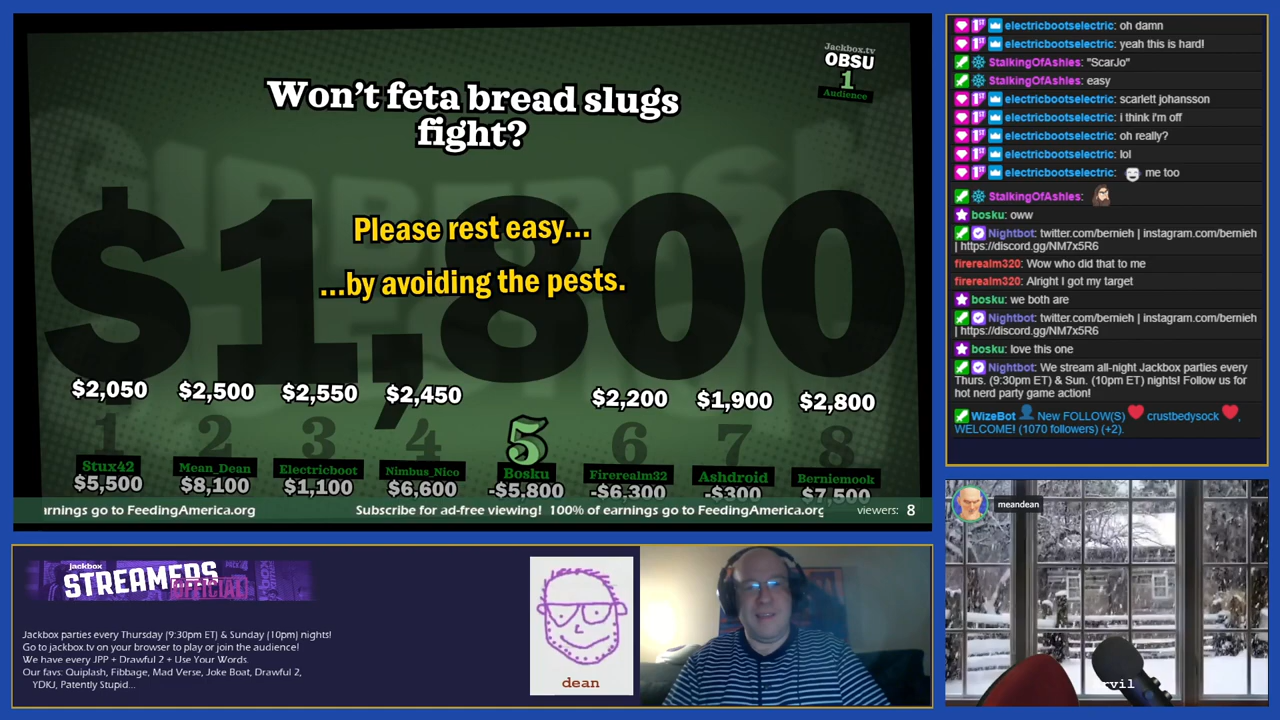 Jackbox.tv
OBSU
1
Audience
Won't feta bread slugs
fight?
$1,800
Please rest easy...
...by avoiding the pests.
$2,050 $2,500 $2,550 $2,450 $2,200 $1,900 $2,800
1 2 3 4 5 6 7 8
Stux42 Mean_Dean Electricboot Nimbus_Nico Bosku Firerealm32 Ashdroid Berniemook
$5,500 $8,100 $1,100 $6,600 -$5,800 -$6,300 -$300 $7,500
rnings go to FeedingAmerica.org Subscribe for ad-free viewing! 100% of earnings go to FeedingAmerica.org viewers: 8
electricbootselectric: oh damn
electricbootselectric: yeah this is hard!
StalkingOfAshles: "ScarJo"
StalkingOfAshles: easy
electricbootselectric: scarlett johansson
electricbootselectric: i think i'm off
electricbootselectric: oh really?
electricbootselectric: lol
electricbootselectric: me too
StalkingOfAshles:
bosku: oww
Nightbot: twitter.com/bernieh | instagram.com/bernieh
| https://discord.gg/NM7x5R6
firerealm320: Wow who did that to me
firerealm320: Alright I got my target
bosku: we both are
Nightbot: twitter.com/bernieh | instagram.com/bernieh
| https://discord.gg/NM7x5R6
bosku: love this one
Nightbot: We stream all-night Jackbox parties every
Thurs. (9:30pm ET) & Sun. (10pm ET) nights! Follow us for
hot nerd party game action!
WizeBot New FOLLOW(S) crustbedysock ,
WELCOME! (1070 followers) (+2).
meandean
jackbox
STREAMERS
OFFICIAL
Jackbox parties every Thursday (9:30pm ET) & Sunday (10pm) nights!
Go to jackbox.tv on your browser to play or join the audience!
We have every JPP + Drawful 2 + Use Your Words.
Our favs: Quiplash, Fibbage, Mad Verse, Joke Boat, Drawful 2,
YDKJ, Patently Stupid...
dean